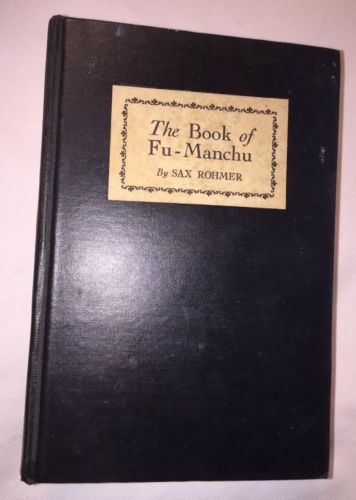 The Book of
Fu-Manchu
By SAX ROHMER